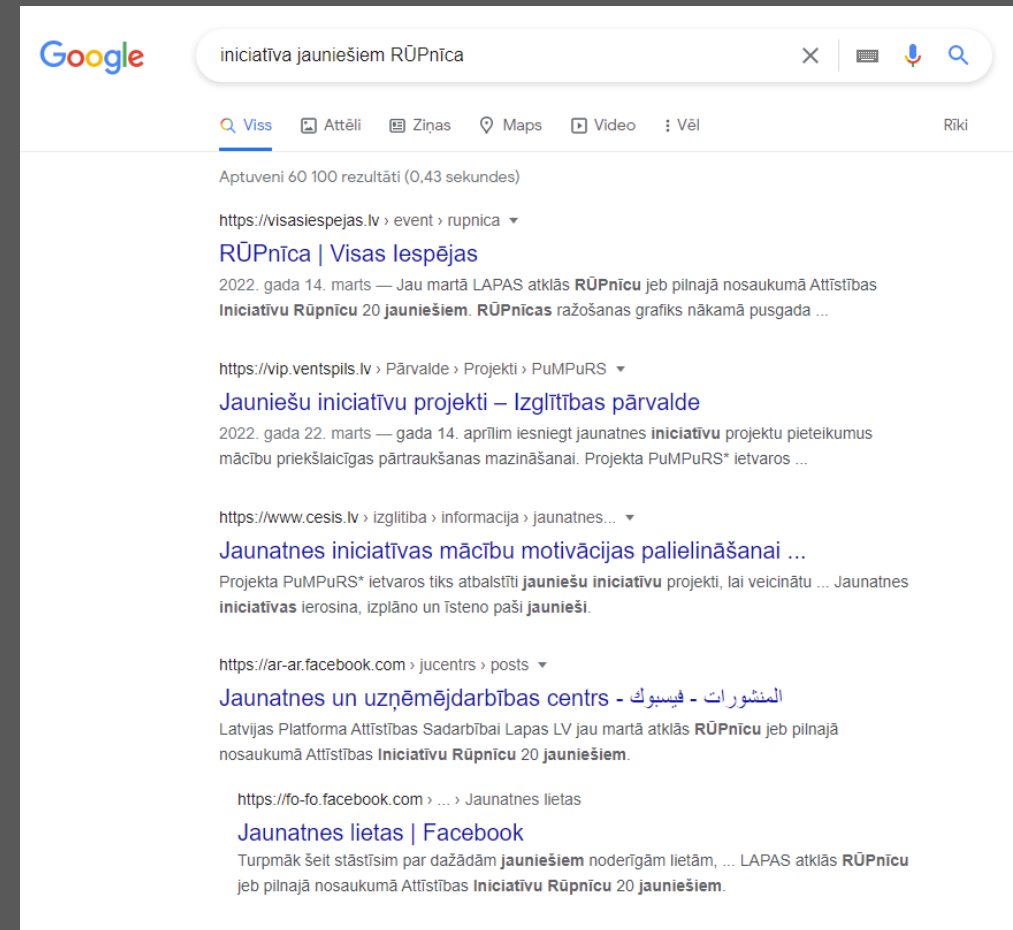 Google
iniciatīva jauniešiem RŪPnīca
Viss Attēli Ziņas Maps Video Vēl Rīki
Aptuveni 60 100 rezultāti (0,43 sekundes)
https://visasiespejas.lv › event › rupnica
RŪPnīca | Visas Iespējas
2022. gada 14. marts — Jau martā LAPAS atklās RŪPnīcu jeb pilnajā nosaukumā Attīstības
Iniciatīvu Rūpnīcu 20 jauniešiem. RŪPnīcas ražošanas grafiks nākamā pusgada ...
https://vip.ventspils.lv › Pārvalde › Projekti › PuMPuRS
Jauniešu iniciatīvu projekti – Izglītības pārvalde
2022. gada 22. marts — gada 14. aprīlim iesniegt jaunatnes iniciatīvu projektu pieteikumus
mācību priekšlaicīgas pārtraukšanas mazināšanai. Projekta PuMPuRS* ietvaros ...
https://www.cesis.lv › izglitiba › informacija › jaunatnes...
Jaunatnes iniciatīvas mācību motivācijas palielināšanai ...
Projekta PuMPuRS* ietvaros tiks atbalstīti jauniešu iniciatīvu projekti, lai veicinātu ... Jaunatnes
iniciatīvas ierosina, izplāno un īsteno paši jaunieši.
https://ar-ar.facebook.com › jucentrs › posts
Jaunatnes un uzņēmējdarbības centrs - المنشورات - فيسبوك
Latvijas Platforma Attīstības Sadarbībai Lapas LV jau martā atklās RŪPnīcu jeb pilnajā
nosaukumā Attīstības Iniciatīvu Rūpnīcu 20 jauniešiem.
https://fo-fo.facebook.com › ... › Jaunatnes lietas
Jaunatnes lietas | Facebook
Turpmāk šeit stāstīsim par dažādām jauniešiem noderīgām lietām, ... LAPAS atklās RŪPnīcu
jeb pilnajā nosaukumā Attīstības Iniciatīvu Rūpnīcu 20 jauniešiem.